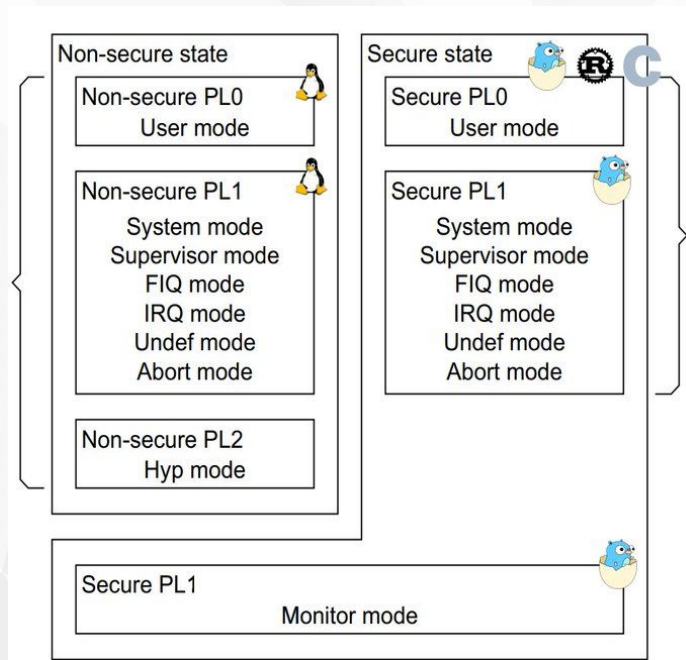 Non-secure state
Non-secure PL0
User mode
Non-secure PL1
System mode
Supervisor mode
FIQ mode
IRQ mode
Undef mode
Abort mode
Non-secure PL2
Hyp mode
Secure state
R
C
Secure PL0
User mode
Secure PL1
System mode
Supervisor mode
FIQ mode
IRQ mode
Undef mode
Abort mode
Secure PL1
Monitor mode